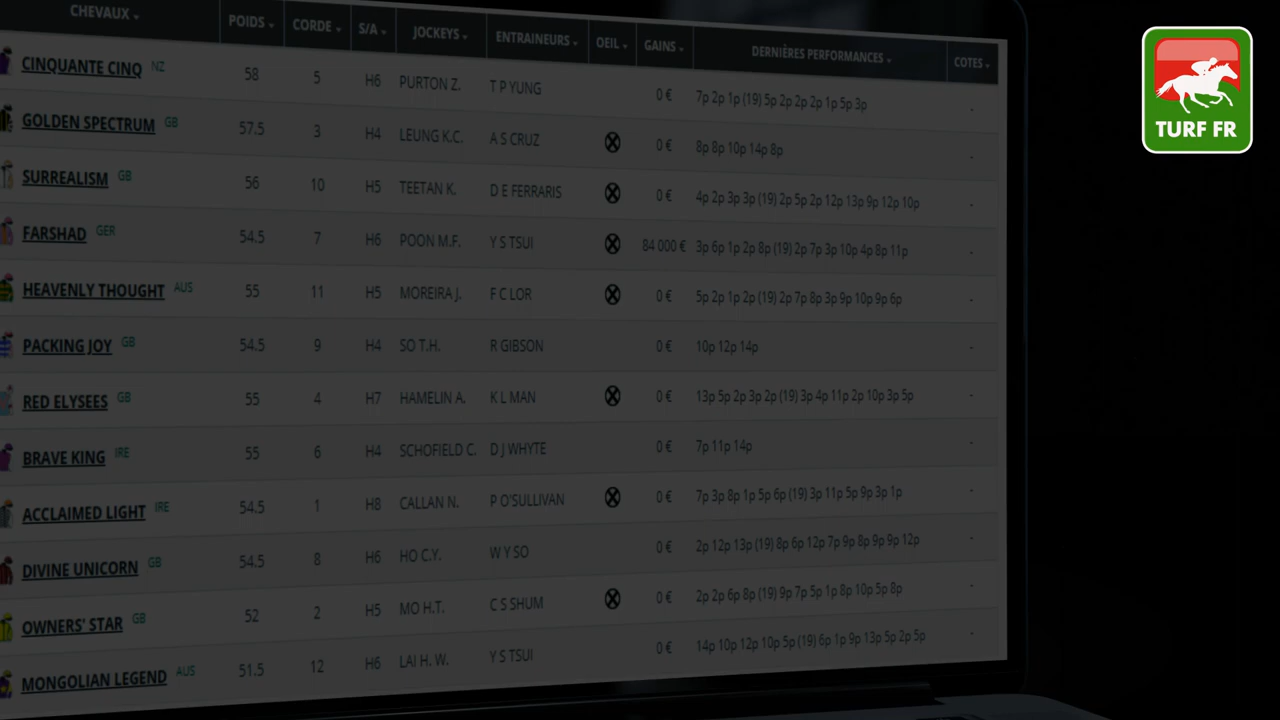 CHEVAUX POIDS CORDE S/A JOCKEYS ENTRAINEURS OEIL GAINS DERNIÈRES PERFORMANCES COTES
CINQUANTE CINQ NZ 58 5 H6 PURTON Z. T P YUNG 0 € 7p 2p 1p (19) 5p 2p 2p 2p 1p 5p 3p -
GOLDEN SPECTRUM GB 57.5 3 H4 LEUNG K.C. A S CRUZ 0 € 8p 8p 10p 14p 8p -
SURREALISM GB 56 10 H5 TEETAN K. D E FERRARIS 0 € 4p 2p 3p 3p (19) 2p 5p 2p 12p 13p 9p 12p 10p -
FARSHAD GER 54.5 7 H6 POON M.F. Y S TSUI 84 000 € 3p 6p 1p 2p 8p (19) 2p 7p 3p 10p 4p 8p 11p -
HEAVENLY THOUGHT AUS 55 11 H5 MOREIRA J. F C LOR 0 € 5p 2p 1p 2p (19) 2p 7p 8p 3p 9p 10p 9p 6p -
PACKING JOY GB 54.5 9 H4 SO T.H. R GIBSON 0 € 10p 12p 14p -
RED ELYSEES GB 55 4 H7 HAMELIN A. K L MAN 0 € 13p 5p 2p 3p 2p (19) 3p 4p 11p 2p 10p 3p 5p -
BRAVE KING IRE 55 6 H4 SCHOFIELD C. D J WHYTE 0 € 7p 11p 14p -
ACCLAIMED LIGHT IRE 54.5 1 H8 CALLAN N. P O'SULLIVAN 0 € 7p 3p 8p 1p 5p 6p (19) 3p 11p 5p 9p 3p 1p -
DIVINE UNICORN GB 54.5 8 H6 HO C.Y. W Y SO 0 € 2p 12p 13p (19) 8p 6p 12p 7p 9p 8p 9p 9p 12p -
OWNERS' STAR GB 52 2 H5 MO H.T. C S SHUM 0 € 2p 2p 6p 8p (19) 9p 7p 5p 1p 8p 10p 5p 8p -
MONGOLIAN LEGEND AUS 51.5 12 H6 LAI H. W. Y S TSUI 0 € 14p 10p 12p 10p 5p (19) 6p 1p 9p 13p 5p 2p 5p -
TURF FR